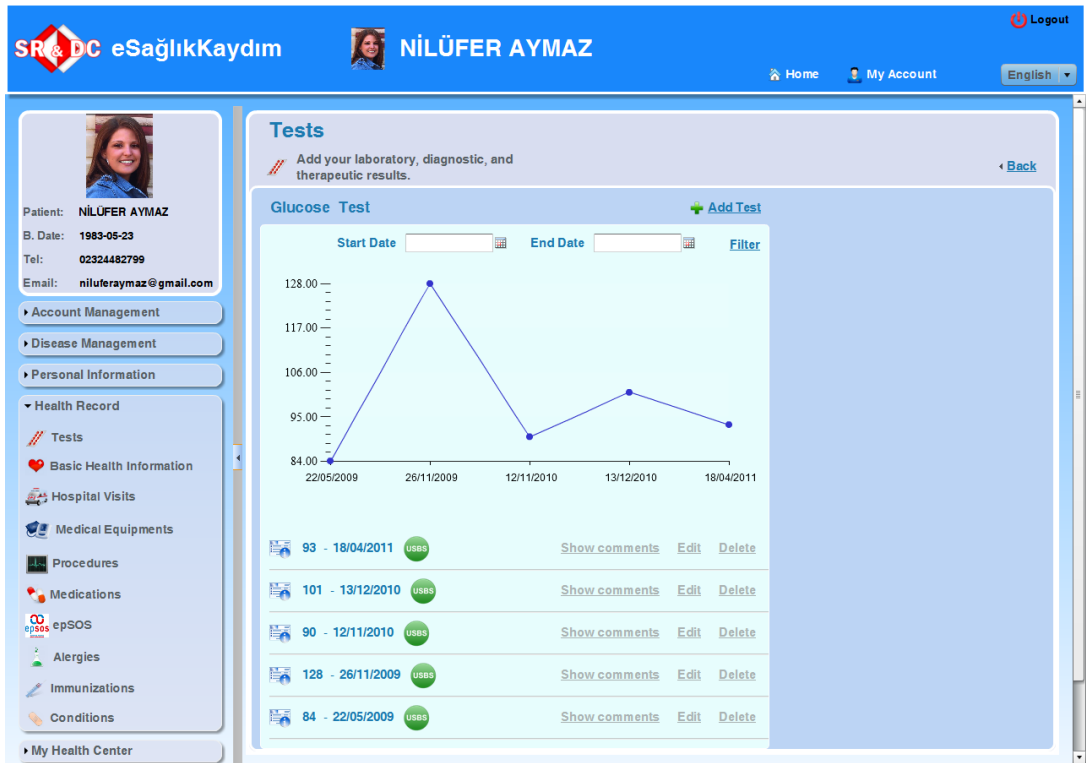 Logout
SR&DC eSağlıkKaydım
NİLÜFER AYMAZ
Home My Account
English
Patient: NİLÜFER AYMAZ
B. Date: 1983-05-23
Tel: 02324482799
Email: niluferaymaz@gmail.com
Account Management
Disease Management
Personal Information
Health Record
Tests
Basic Health Information
Hospital Visits
Medical Equipments
Procedures
Medications
epsos epSOS
Alergies
Immunizations
Conditions
My Health Center
Tests
Add your laboratory, diagnostic, and
therapeutic results.
Back
Glucose Test
Add Test
Start Date End Date Filter
128.00
117.00
106.00
95.00
84.00
22/05/2009 26/11/2009 12/11/2010 13/12/2010 18/04/2011
93 - 18/04/2011 USBS Show comments Edit Delete
101 - 13/12/2010 USBS Show comments Edit Delete
90 - 12/11/2010 USBS Show comments Edit Delete
128 - 26/11/2009 USBS Show comments Edit Delete
84 - 22/05/2009 USBS Show comments Edit Delete